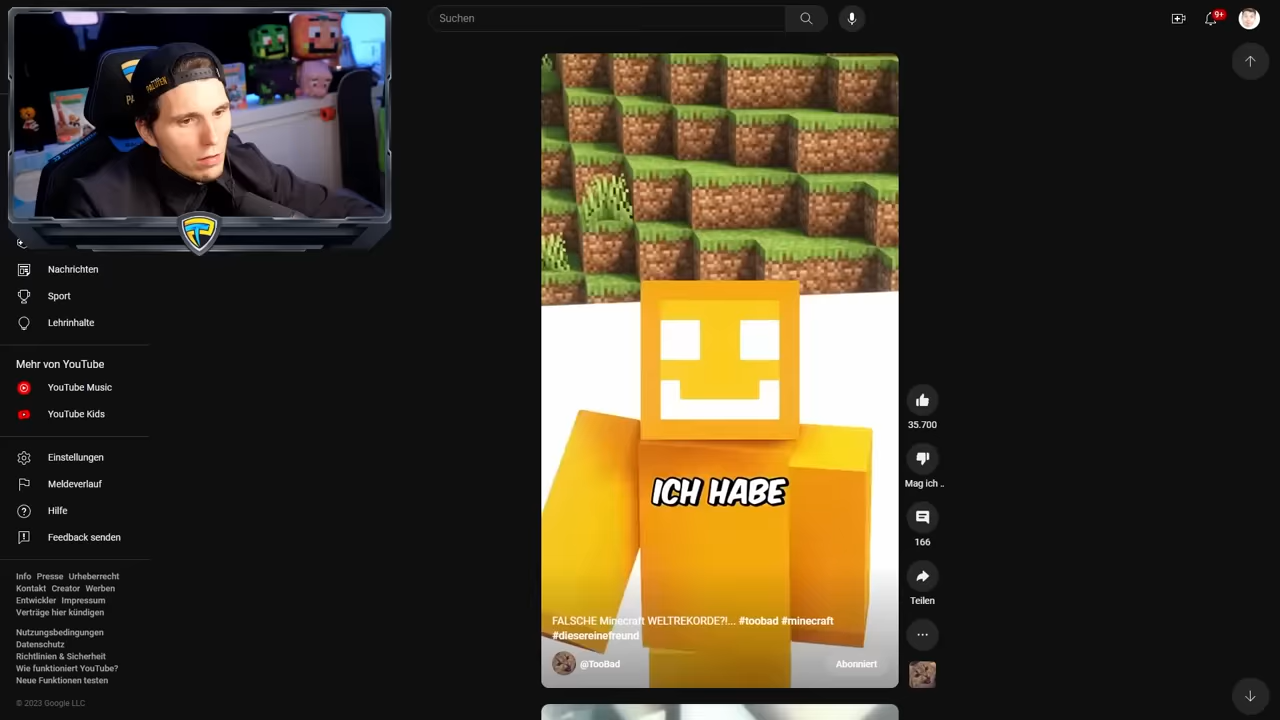 Suchen
9+
Nachrichten
Sport
Lehrinhalte
Mehr von YouTube
YouTube Music
YouTube Kids
Einstellungen
Meldeverlauf
Hilfe
Feedback senden
Info Presse Urheberrecht
Kontakt Creator Werben
Entwickler Impressum
Verträge hier kündigen
Nutzungsbedingungen
Datenschutz
Richtlinien & Sicherheit
Wie funktioniert YouTube?
Neue Funktionen testen
© 2023 Google LLC
ICH HABE
FALSCHE Minecraft WELTREKORDE?!... #toobad #minecraft
#diesereinefreund
@TooBad
Abonniert
35.700
Mag ich ..
166
Teilen